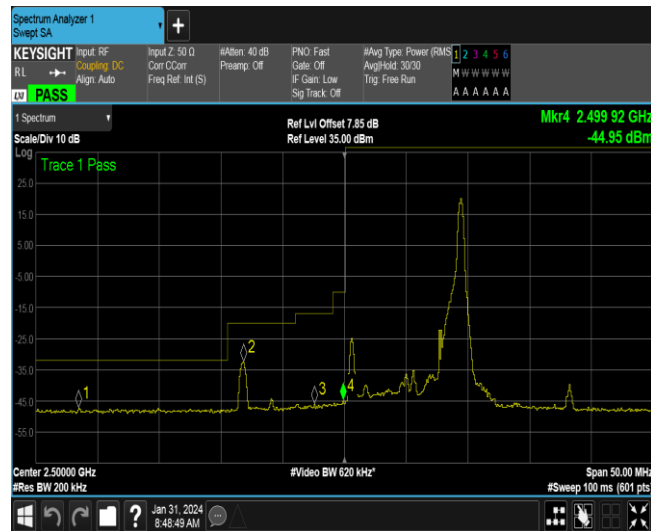 Spectrum Analyzer 1
Swept SA
+
KEYSIGHT
RL
LXI PASS
Input: RF
Coupling: DC
Align: Auto
Input Z: 50 Ω
Corr CCorr
Freq Ref: Int (S)
#Atten: 40 dB
Preamp: Off
PNO: Fast
Gate: Off
IF Gain: Low
Sig Track: Off
#Avg Type: Power (RMS
Avg|Hold: 30/30
Trig: Free Run
1 2 3 4 5 6
M W W W W W
A A A A A A
1 Spectrum
Scale/Div 10 dB
Ref Lvl Offset 7.85 dB
Ref Level 35.00 dBm
Mkr4 2.499 92 GHz
-44.95 dBm
Log
Trace 1 Pass
25.0
15.0
5.00
-5.00
-15.0
-25.0
-35.0
-45.0
-55.0
1
2
3
4
Center 2.50000 GHz
#Res BW 200 kHz
#Video BW 620 kHz*
Span 50.00 MHz
#Sweep 100 ms (601 pts)
?
Jan 31, 2024
8:48:49 AM